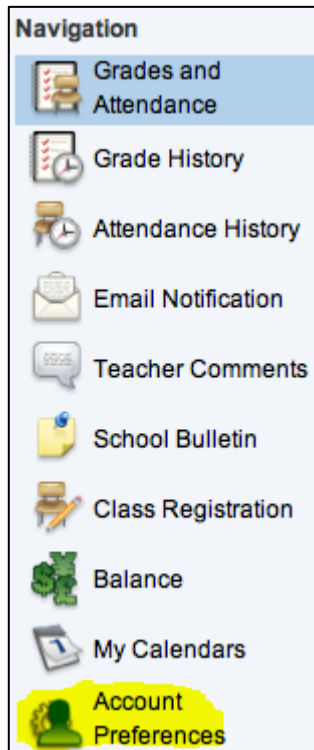 Navigation
Grades and
Attendance
Grade History
Attendance History
Email Notification
Teacher Comments
School Bulletin
Class Registration
Balance
My Calendars
Account
Preferences